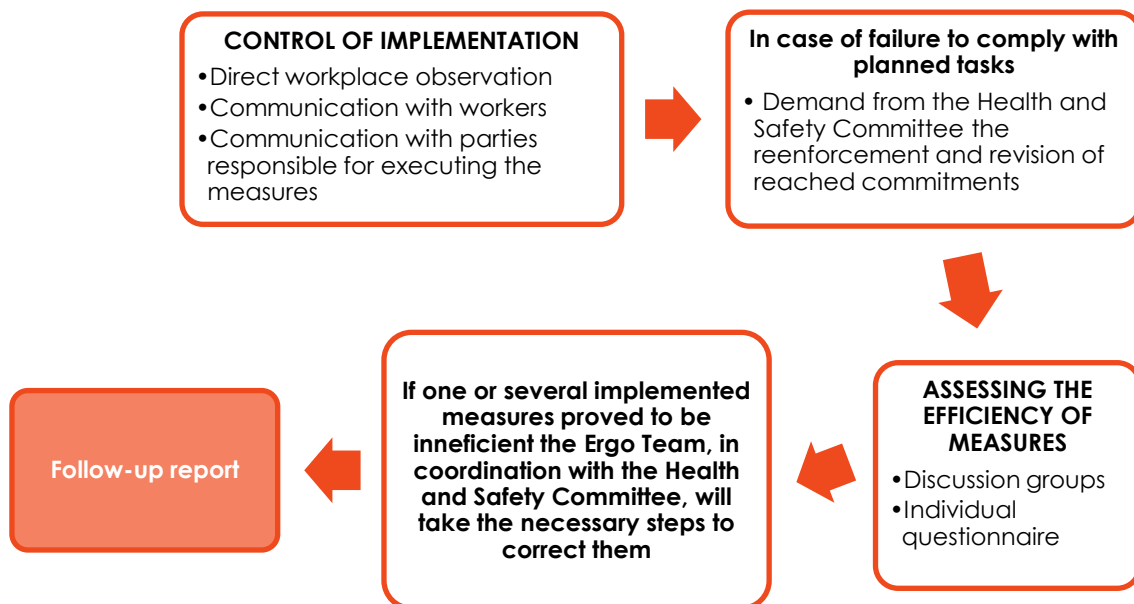 CONTROL OF IMPLEMENTATION
•Direct workplace observation
•Communication with workers
•Communication with parties
responsible for executing the
measures
In case of failure to comply with
planned tasks
• Demand from the Health and
Safety Committee the
reenforcement and revision of
reached commitments
ASSESSING THE
EFFICIENCY OF
MEASURES
•Discussion groups
•Individual
questionnaire
If one or several implemented
measures proved to be
inneficient the Ergo Team, in
coordination with the Health
and Safety Committee, will
take the necessary steps to
correct them
Follow-up report